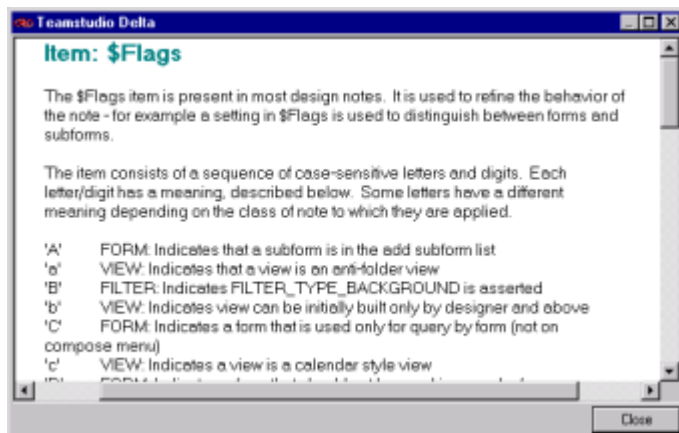 Teamstudio Delta
Item: $Flags
The $Flags item is present in most design notes. It is used to refine the behavior of
the note - for example a setting in $Flags is used to distinguish between forms and
subforms.
The item consists of a sequence of case-sensitive letters and digits. Each
letter/digit has a meaning, described below. Some letters have a different
meaning depending on the class of note to which they are applied.
'A' FORM: Indicates that a subform is in the add subform list
'a' VIEW: Indicates that a view is an anti-folder view
'B' FILTER: Indicates FILTER_TYPE_BACKGROUND is asserted
'b' VIEW: Indicates view can be initially built only by designer and above
'C' FORM: Indicates a form that is used only for query by form (not on
compose menu)
'c' VIEW: Indicates a view is a calendar style view
Close